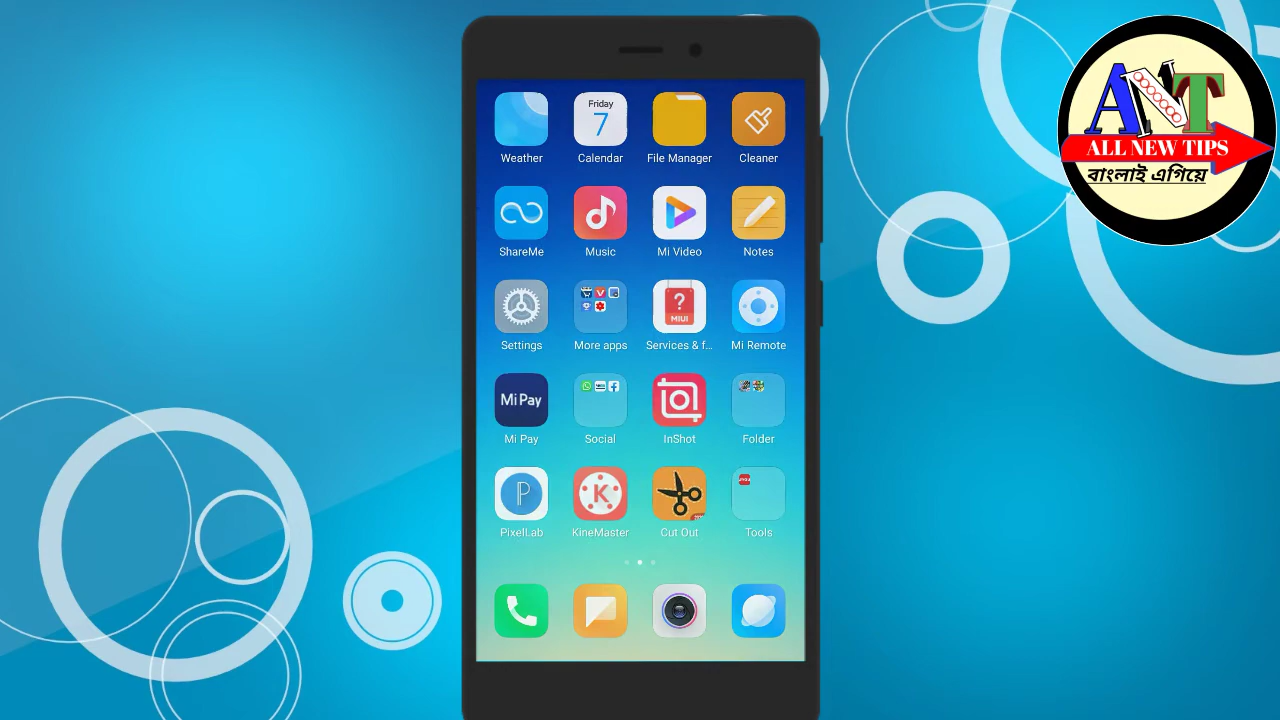 Friday
7
Weather
Calendar
File Manager
Cleaner
ShareMe
Music
Mi Video
Notes
MIUI
Settings
More apps
Services & f...
Mi Remote
Mi Pay
Mi Pay
Social
InShot
Folder
PixelLab
KineMaster
Cut Out
Tools
ANT
ALL NEW TIPS
বাংলাই এগিয়ে